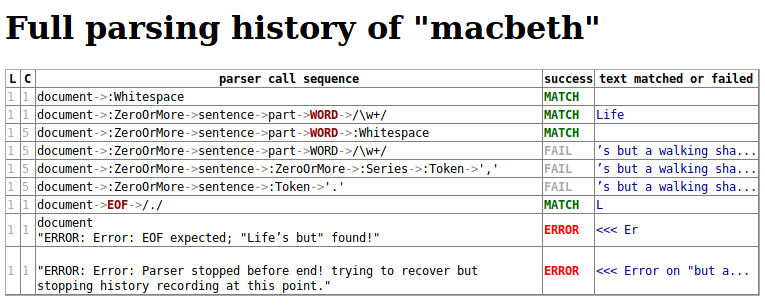 Full parsing history of "macbeth"
L C parser call sequence success text matched or failed
1 1 document->:Whitespace MATCH
1 1 document->:ZeroOrMore->sentence->part->WORD->/\w+/ MATCH Life
1 5 document->:ZeroOrMore->sentence->part->WORD->:Whitespace MATCH
1 5 document->:ZeroOrMore->sentence->part->WORD->/\w+/ FAIL ’s but a walking sha...
1 5 document->:ZeroOrMore->sentence->:ZeroOrMore->:Series->:Token->',' FAIL ’s but a walking sha...
1 5 document->:ZeroOrMore->sentence->:Token->'.' FAIL ’s but a walking sha...
1 1 document->EOF->/./ MATCH L
1 1 document ERROR <<< Er
"ERROR: Error: EOF expected; "Life’s but" found!"
1 1 "ERROR: Error: Parser stopped before end! trying to recover but ERROR <<< Error on "but a...
stopping history recording at this point."